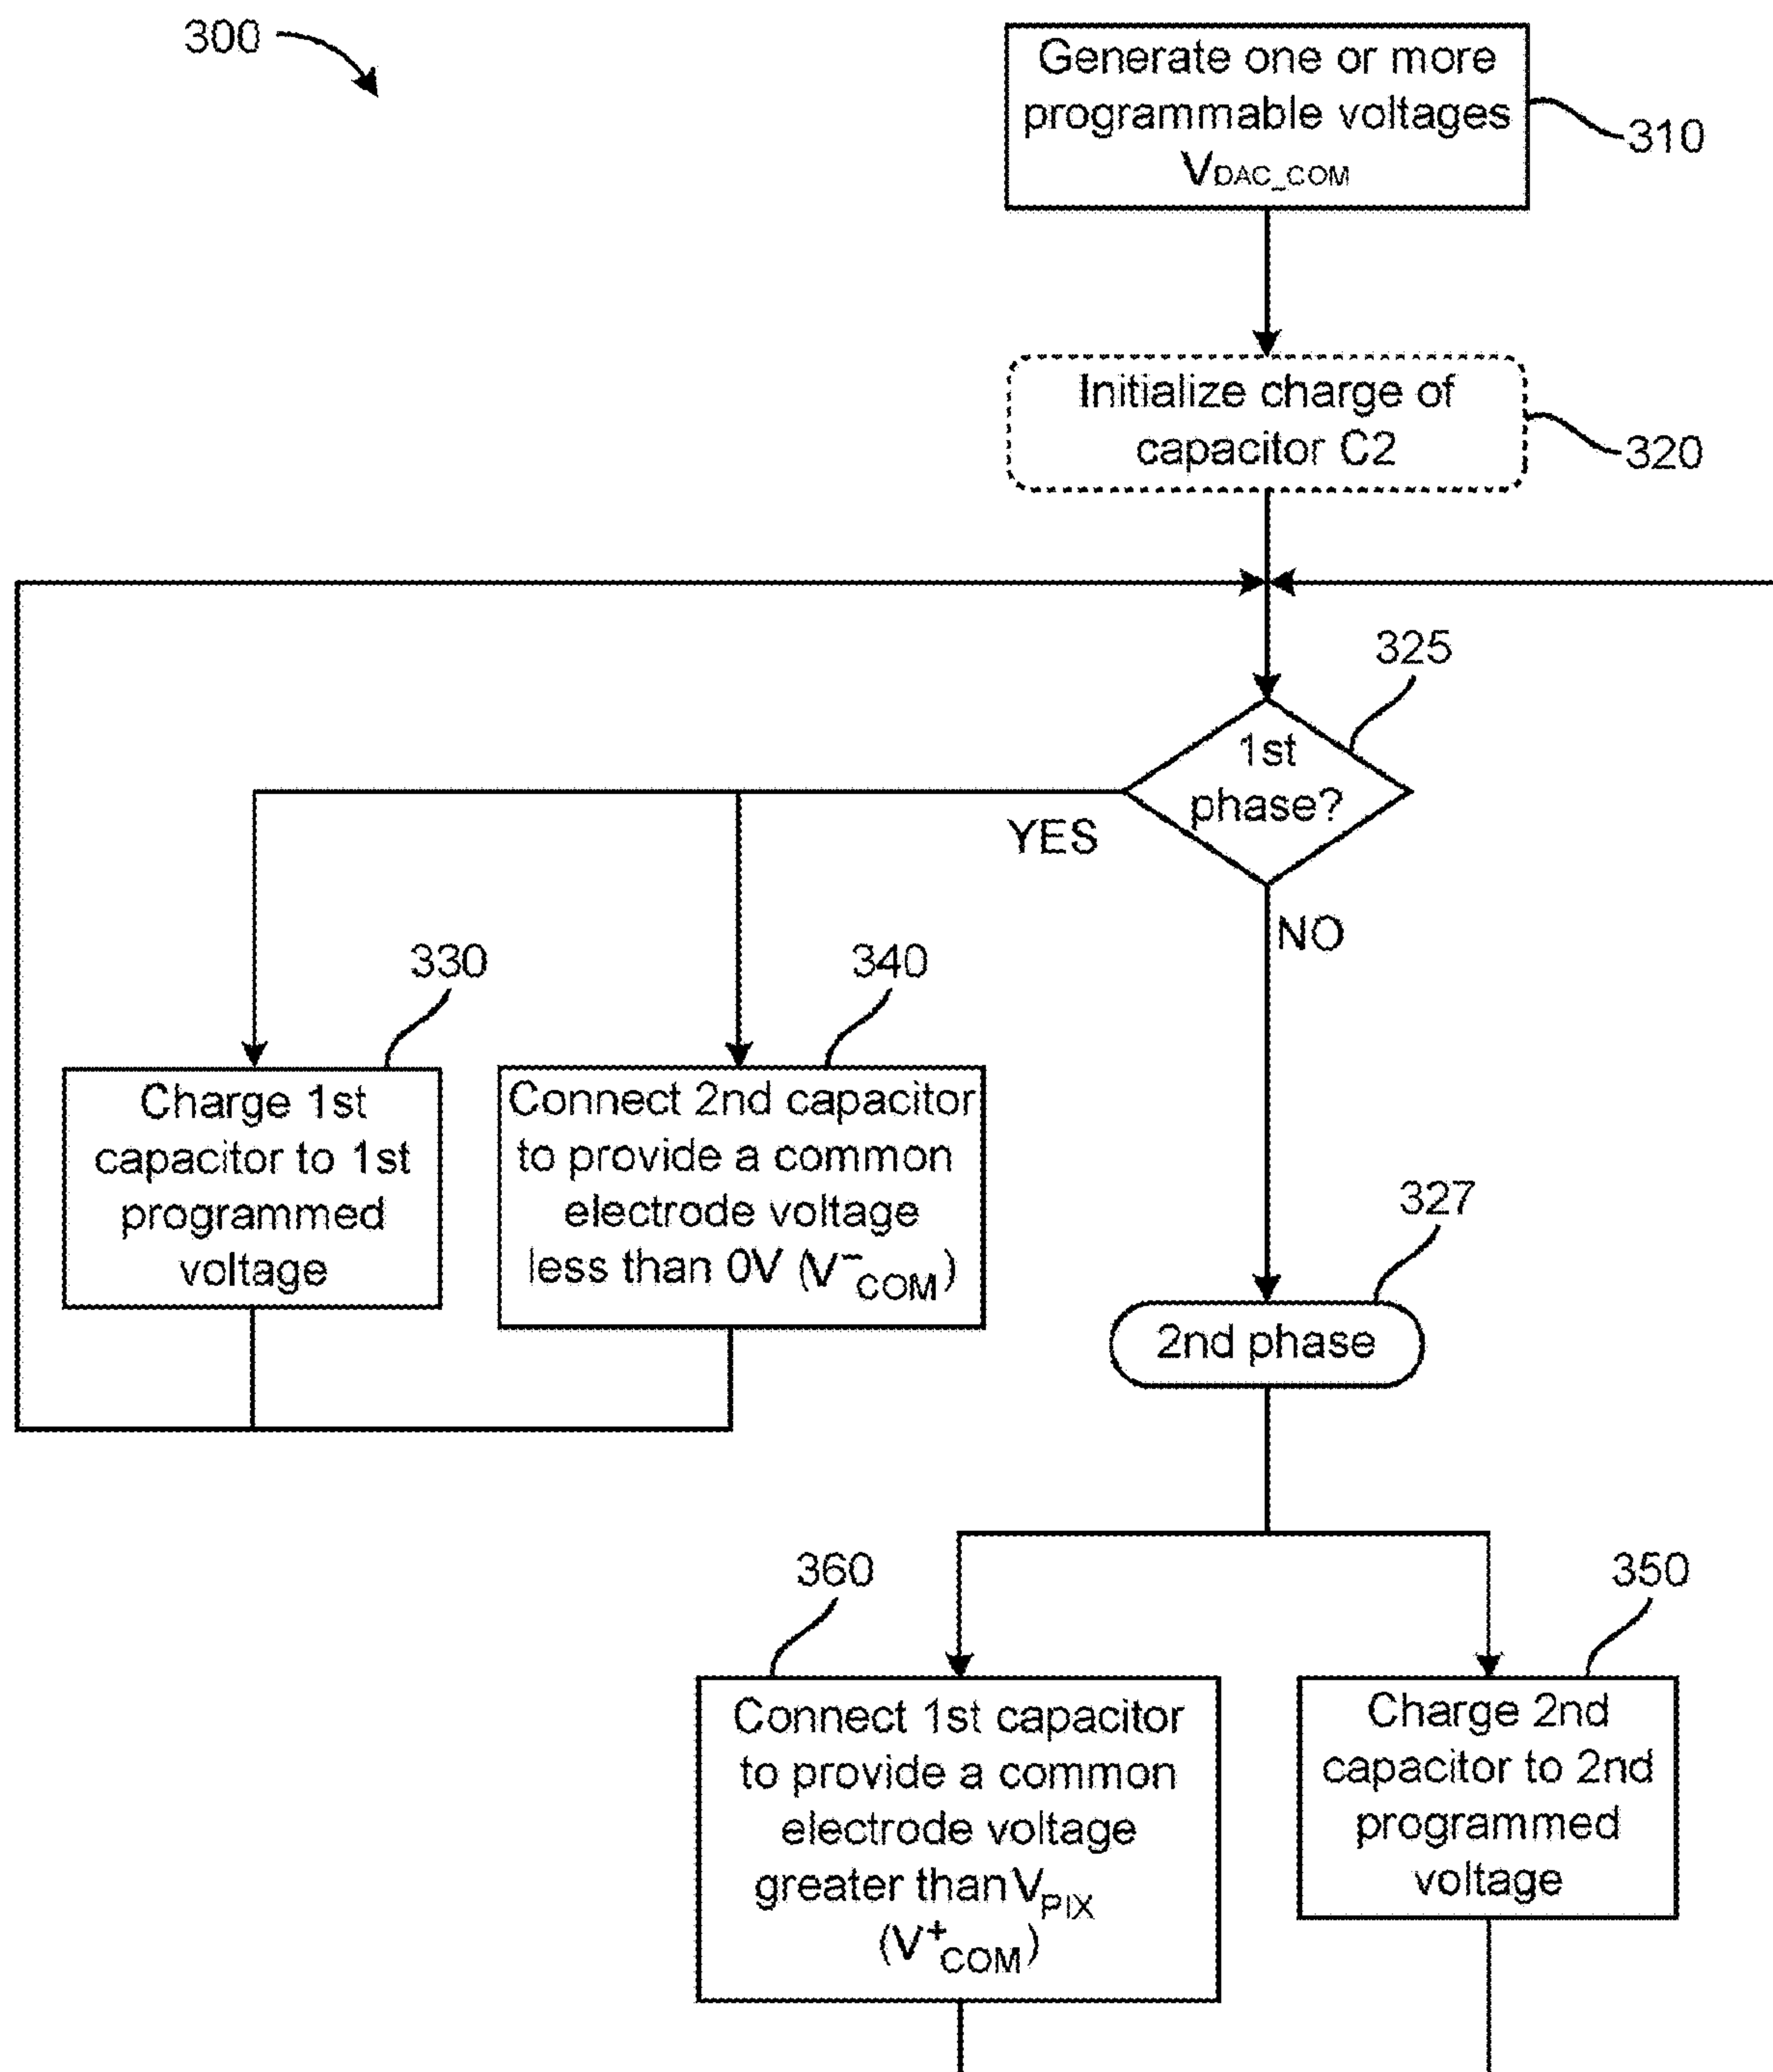 300
Generate one or more
programmable voltages
VDAC_COM
310
Initialize charge of
capacitor C2
320
325
1st
phase?
YES
NO
330
340
Charge 1st
capacitor to 1st
programmed
voltage
Connect 2nd capacitor
to provide a common
electrode voltage
less than 0V (V⁻COM)
327
2nd phase
360
350
Connect 1st capacitor
to provide a common
electrode voltage
greater than VPIX
(V⁺COM)
Charge 2nd
capacitor to 2nd
programmed
voltage